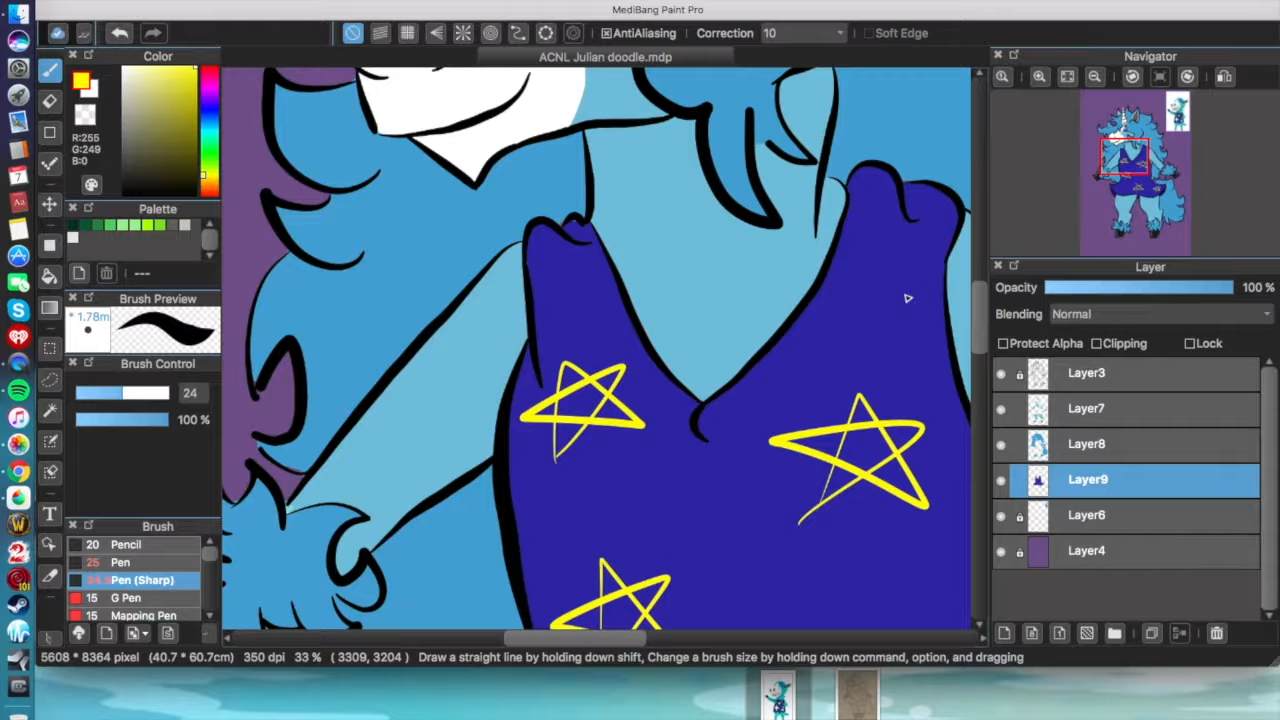 MediBang Paint Pro
AntiAliasing Correction 10 Soft Edge
Color
ACNL Julian doodle.mdp
Navigator
R:255
G:249
B:0
Palette
---
Brush Preview
* 1.78m
Brush Control
24
100 %
Brush
20 Pencil
25 Pen
Pen (Sharp)
15 G Pen
15 Mapping Pen
Layer
Opacity 100 %
Blending Normal
Protect Alpha Clipping Lock
Layer3
Layer7
Layer8
Layer9
Layer6
Layer4
T
5608 * 8364 pixel (40.7 * 60.7cm) 350 dpi 33 % ( 3309, 3204 ) Draw a straight line by holding down shift, Change a brush size by holding down command, option, and dragging